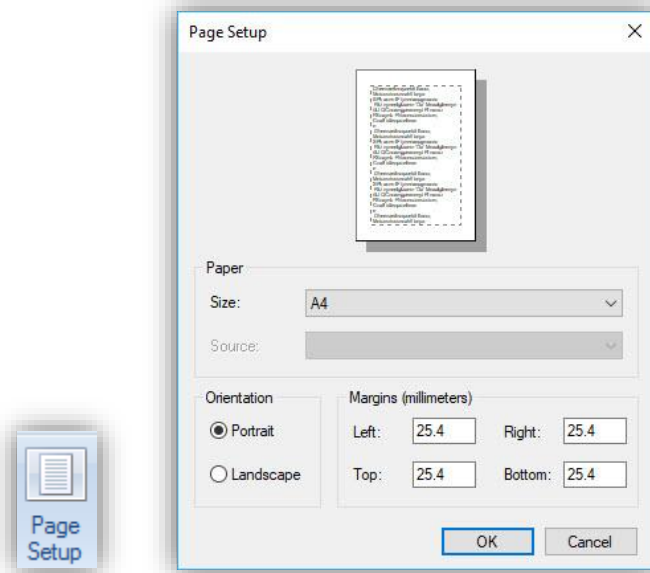 Page Setup
Paper
Size: A4
Source:
Orientation
Portrait
Landscape
Margins (millimeters)
Left: 25.4 Right: 25.4
Top: 25.4 Bottom: 25.4
OK Cancel
Page
Setup